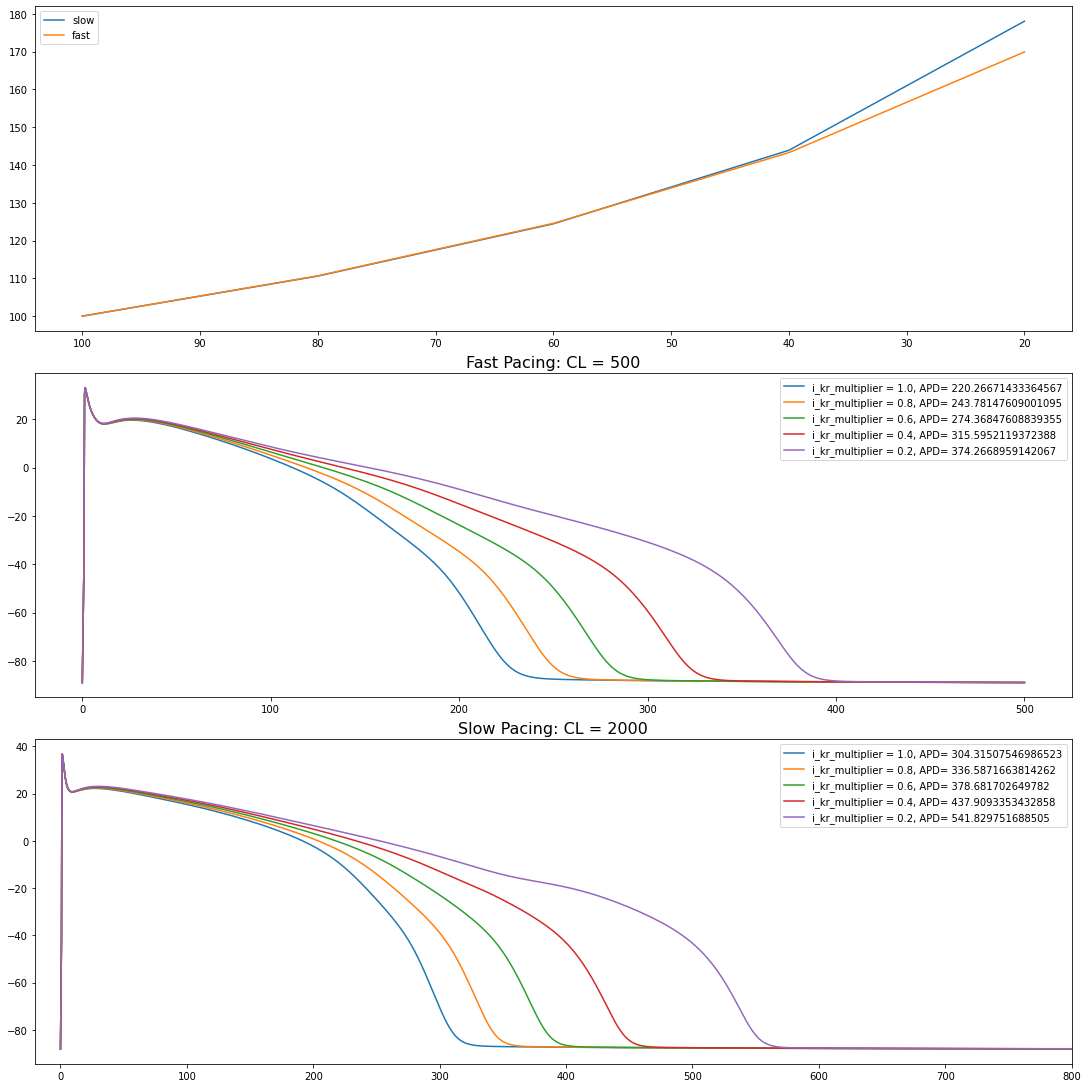 180
170
160
150
140
130
120
110
100
slow
fast
100 90 80 70 60 50 40 30 20
Fast Pacing: CL = 500
20
0
−20
−40
−60
−80
i_kr_multiplier = 1.0, APD= 220.26671433364567
i_kr_multiplier = 0.8, APD= 243.78147609001095
i_kr_multiplier = 0.6, APD= 274.36847608839355
i_kr_multiplier = 0.4, APD= 315.5952119372388
i_kr_multiplier = 0.2, APD= 374.2668959142067
0 100 200 300 400 500
Slow Pacing: CL = 2000
40
20
0
−20
−40
−60
−80
i_kr_multiplier = 1.0, APD= 304.31507546986523
i_kr_multiplier = 0.8, APD= 336.5871663814262
i_kr_multiplier = 0.6, APD= 378.681702649782
i_kr_multiplier = 0.4, APD= 437.9093353432858
i_kr_multiplier = 0.2, APD= 541.829751688505
0 100 200 300 400 500 600 700 800